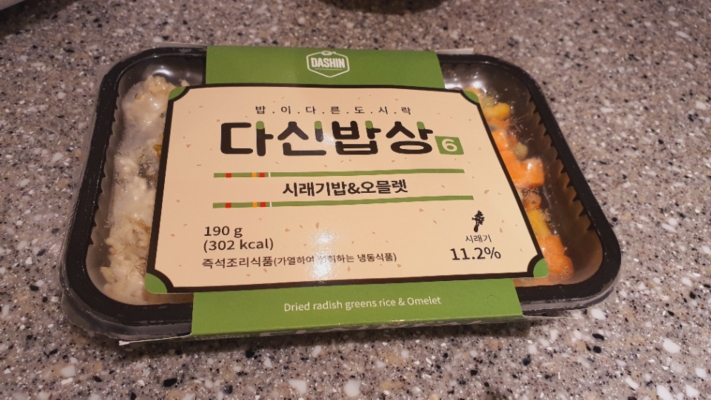 DASHIN
밥.이.다.른.도.시.락
다신밥상 6
시래기밥&오믈렛
190 g
(302 kcal)
즉석조리식품(가열하여 섭취하는 냉동식품)
시래기
11.2%
Dried radish greens rice & Omelet